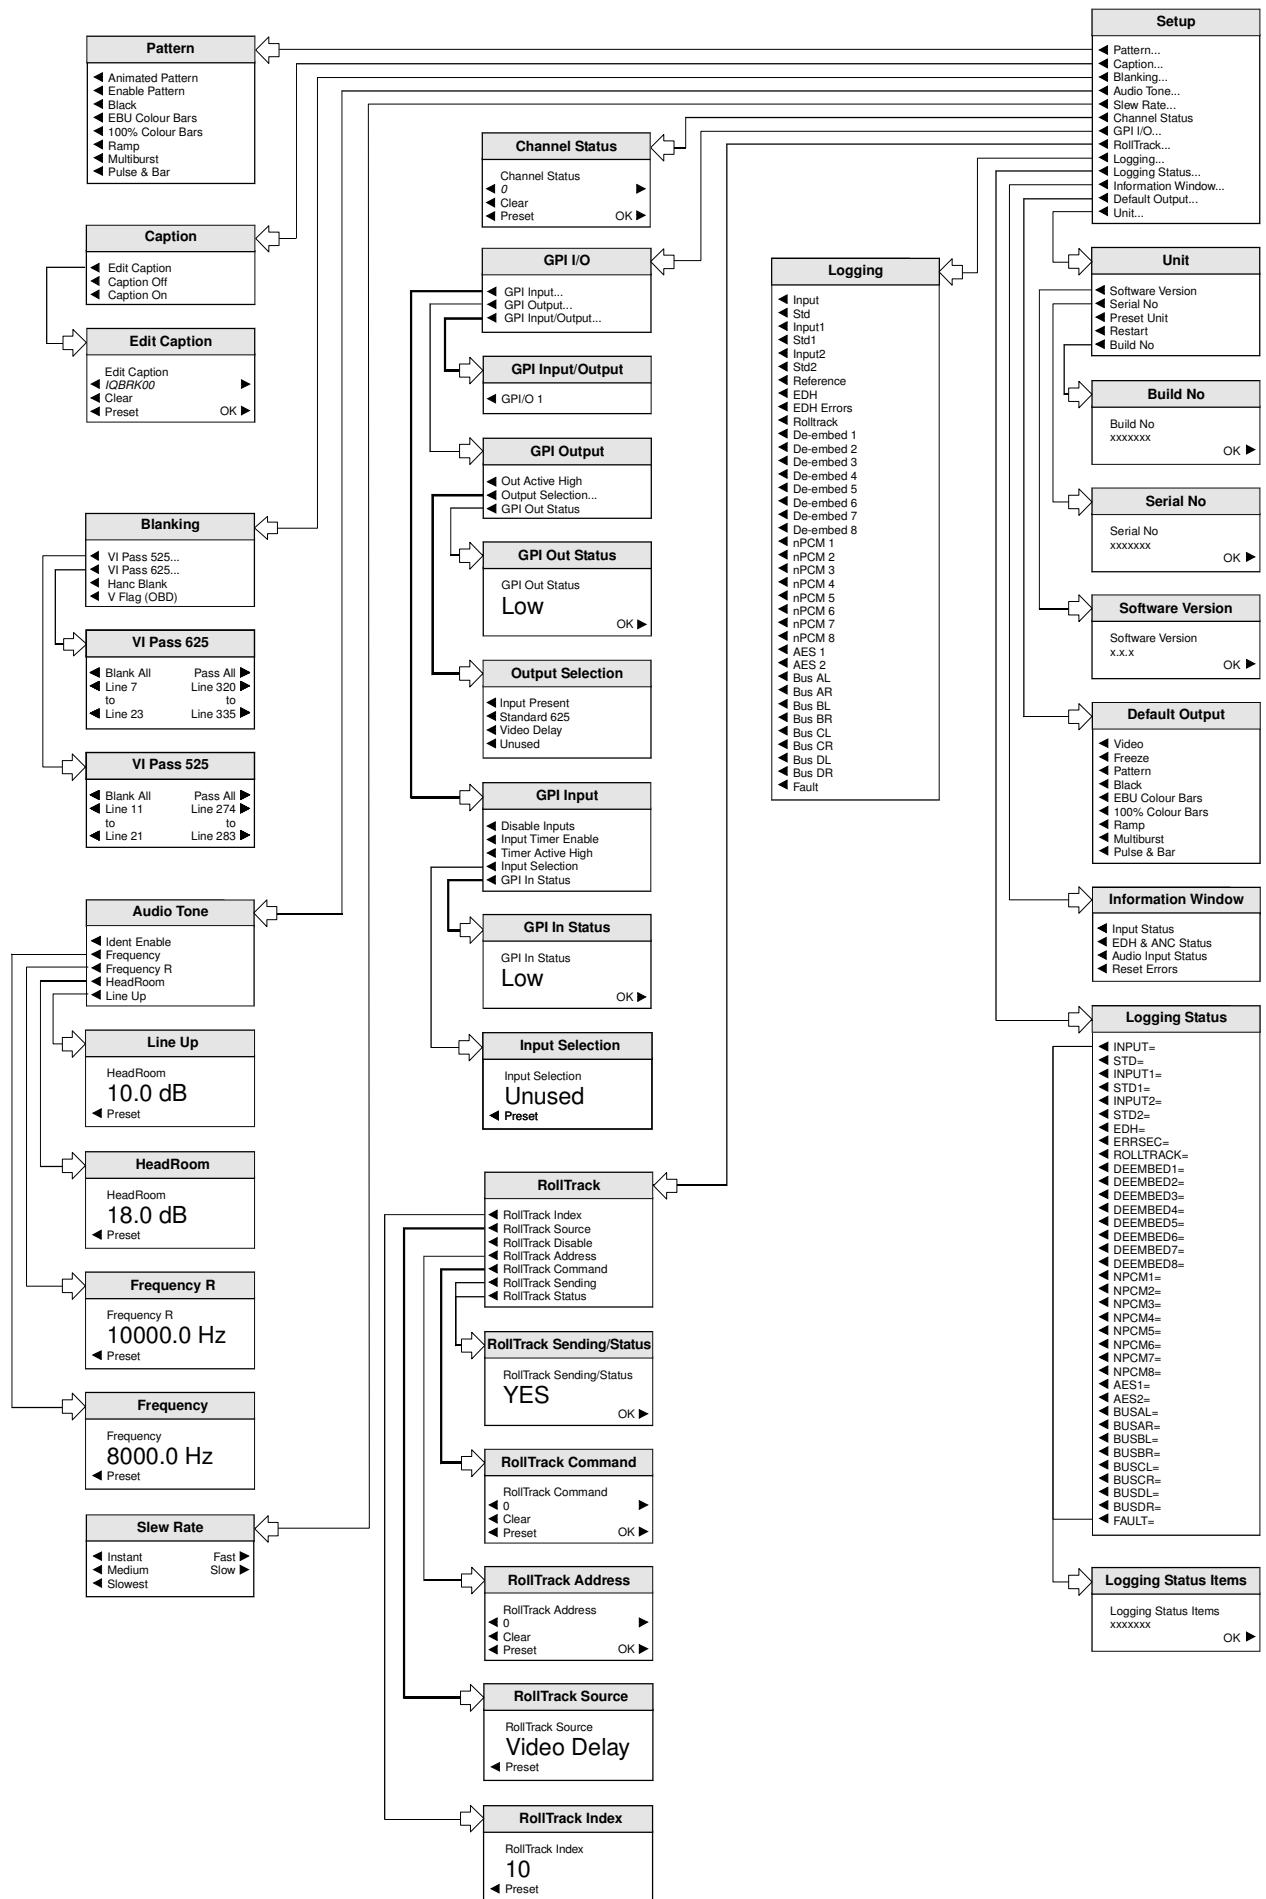 Setup
Pattern...
Caption...
Blanking...
Audio Tone...
Slew Rate...
Channel Status
GPI I/O...
RollTrack...
Logging...
Logging Status...
Information Window...
Default Output...
Unit...
Pattern
Animated Pattern
Enable Pattern
Black
EBU Colour Bars
100% Colour Bars
Ramp
Multiburst
Pulse & Bar
Caption
Edit Caption
Caption Off
Caption On
Edit Caption
Edit Caption
IQBRK00
Clear
Preset OK
Blanking
VI Pass 525...
VI Pass 625...
Hanc Blank
V Flag (OBD)
VI Pass 625
Blank All Pass All
Line 7 Line 320
to to
Line 23 Line 335
VI Pass 525
Blank All Pass All
Line 11 Line 274
to to
Line 21 Line 283
Audio Tone
Ident Enable
Frequency
Frequency R
HeadRoom
Line Up
Line Up
HeadRoom
10.0 dB
Preset
HeadRoom
HeadRoom
18.0 dB
Preset
Frequency R
Frequency R
10000.0 Hz
Preset
Frequency
Frequency
8000.0 Hz
Preset
Slew Rate
Instant Fast
Medium Slow
Slowest
Channel Status
Channel Status
0
Clear
Preset OK
GPI I/O
GPI Input...
GPI Output...
GPI Input/Output...
GPI Input/Output
GPI/O 1
GPI Output
Out Active High
Output Selection...
GPI Out Status
GPI Out Status
GPI Out Status
Low
OK
Output Selection
Input Present
Standard 625
Video Delay
Unused
GPI Input
Disable Inputs
Input Timer Enable
Timer Active High
Input Selection
GPI In Status
GPI In Status
GPI In Status
Low
OK
Input Selection
Input Selection
Unused
Preset
RollTrack
RollTrack Index
RollTrack Source
RollTrack Disable
RollTrack Address
RollTrack Command
RollTrack Sending
RollTrack Status
RollTrack Sending/Status
RollTrack Sending/Status
YES
OK
RollTrack Command
RollTrack Command
0
Clear
Preset OK
RollTrack Address
RollTrack Address
0
Clear
Preset OK
RollTrack Source
RollTrack Source
Video Delay
Preset
RollTrack Index
RollTrack Index
10
Preset
Logging
Input
Std
Input1
Std1
Input2
Std2
Reference
EDH
EDH Errors
Rolltrack
De-embed 1
De-embed 2
De-embed 3
De-embed 4
De-embed 5
De-embed 6
De-embed 7
De-embed 8
nPCM 1
nPCM 2
nPCM 3
nPCM 4
nPCM 5
nPCM 6
nPCM 7
nPCM 8
AES 1
AES 2
Bus AL
Bus AR
Bus BL
Bus BR
Bus CL
Bus CR
Bus DL
Bus DR
Fault
Unit
Software Version
Serial No
Preset Unit
Restart
Build No
Build No
Build No
xxxxxxx
OK
Serial No
Serial No
xxxxxxx
OK
Software Version
Software Version
x.x.x
OK
Default Output
Video
Freeze
Pattern
Black
EBU Colour Bars
100% Colour Bars
Ramp
Multiburst
Pulse & Bar
Information Window
Input Status
EDH & ANC Status
Audio Input Status
Reset Errors
Logging Status
INPUT=
STD=
INPUT1=
STD1=
INPUT2=
STD2=
EDH=
ERRSEC=
ROLLTRACK=
DEEMBED1=
DEEMBED2=
DEEMBED3=
DEEMBED4=
DEEMBED5=
DEEMBED6=
DEEMBED7=
DEEMBED8=
NPCM1=
NPCM2=
NPCM3=
NPCM4=
NPCM5=
NPCM6=
NPCM7=
NPCM8=
AES1=
AES2=
BUSAL=
BUSAR=
BUSBL=
BUSBR=
BUSCL=
BUSCR=
BUSDL=
BUSDR=
FAULT=
Logging Status Items
Logging Status Items
xxxxxxx
OK